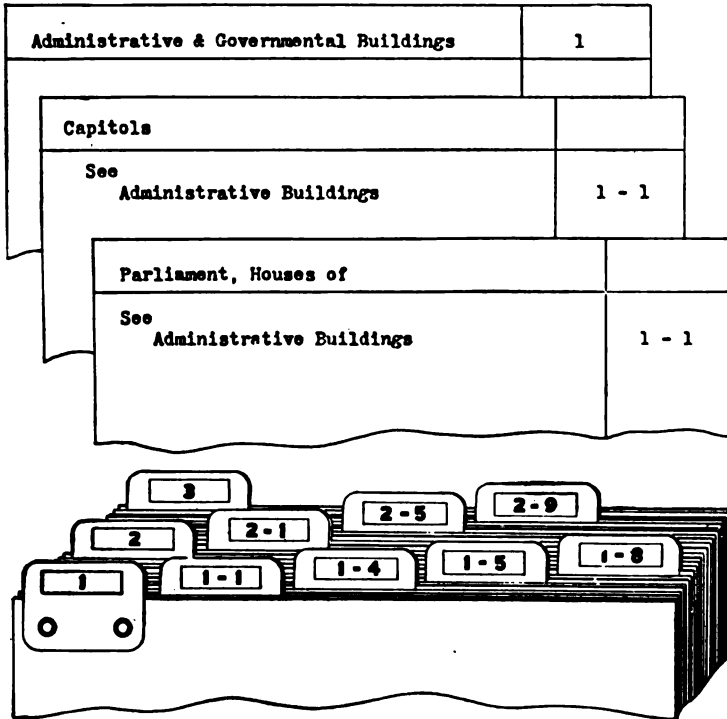 Administrative & Governmental Buildings 1
Capitols
See
Administrative Buildings 1 - 1
Parliament, Houses of
See
Administrative Buildings 1 - 1
3
2 - 5
2 - 9
2
2 - 1
1
1 - 1
1 - 4
1 - 5
1 - 8